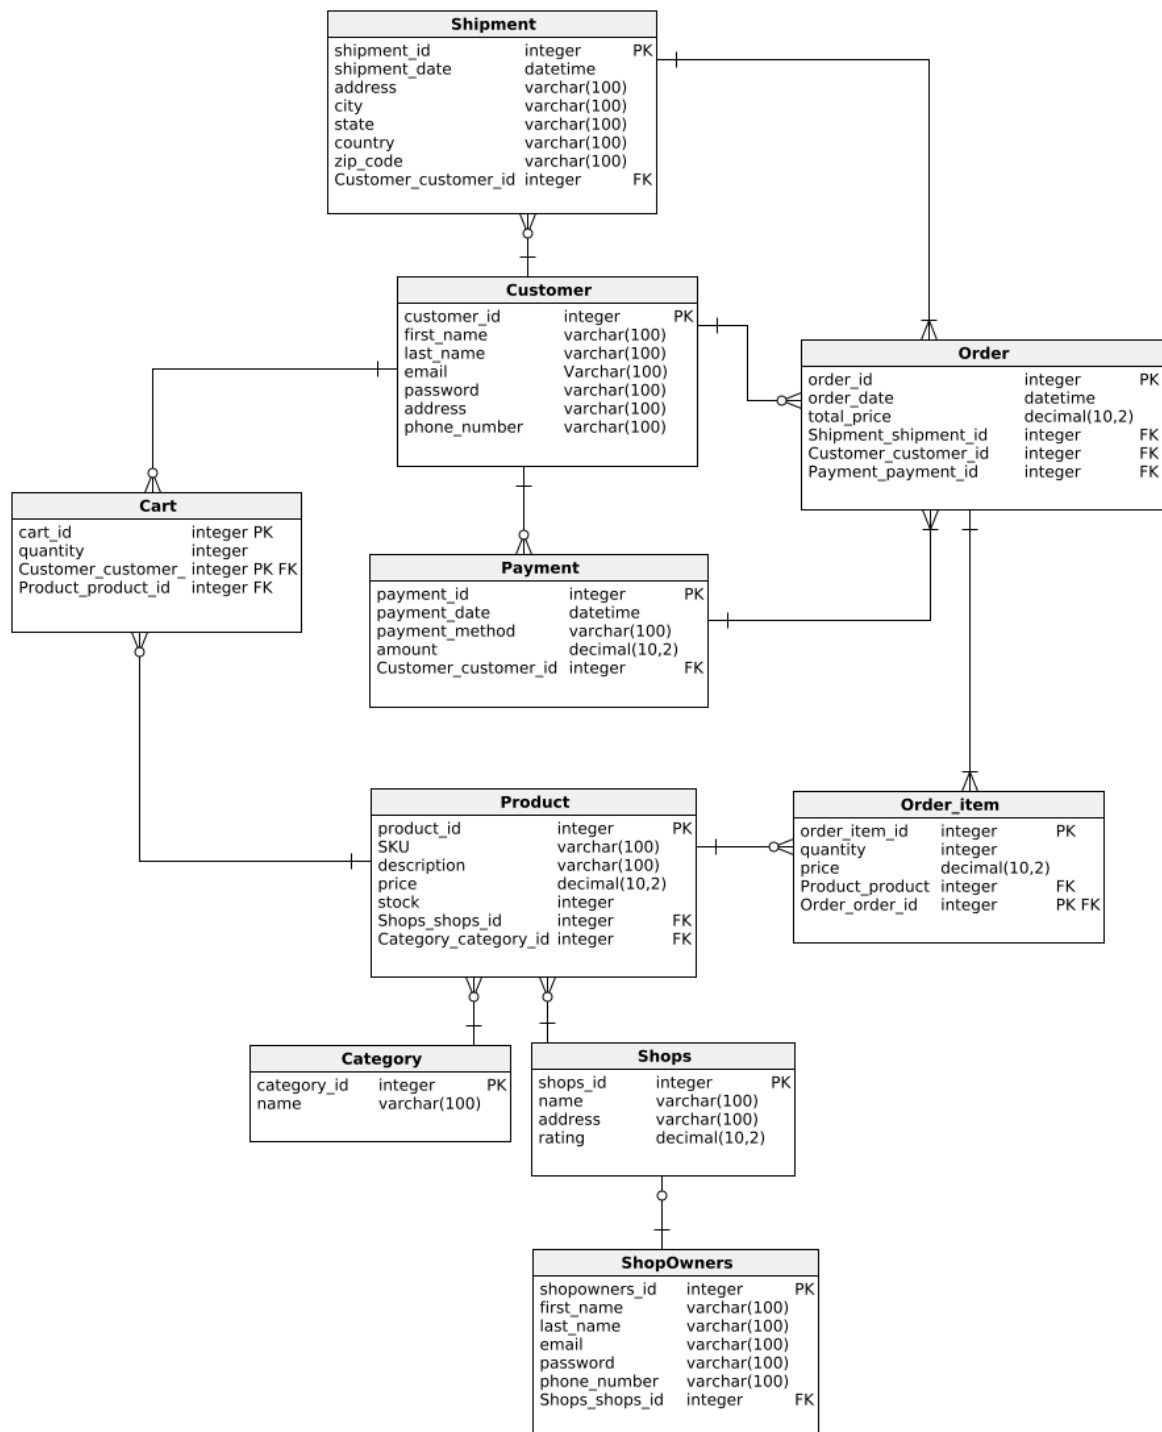 Shipment
shipment_id integer PK
shipment_date datetime
address varchar(100)
city varchar(100)
state varchar(100)
country varchar(100)
zip_code varchar(100)
Customer_customer_id integer FK
Customer
customer_id integer PK
first_name varchar(100)
last_name varchar(100)
email Varchar(100)
password varchar(100)
address varchar(100)
phone_number varchar(100)
Order
order_id integer PK
order_date datetime
total_price decimal(10,2)
Shipment_shipment_id integer FK
Customer_customer_id integer FK
Payment_payment_id integer FK
Cart
cart_id integer PK
quantity integer
Customer_customer_ integer PK FK
Product_product_id integer FK
Payment
payment_id integer PK
payment_date datetime
payment_method varchar(100)
amount decimal(10,2)
Customer_customer_id integer FK
Product
product_id integer PK
SKU varchar(100)
description varchar(100)
price decimal(10,2)
stock integer
Shops_shops_id integer FK
Category_category_id integer FK
Order_item
order_item_id integer PK
quantity integer
price decimal(10,2)
Product_product integer FK
Order_order_id integer PK FK
Category
category_id integer PK
name varchar(100)
Shops
shops_id integer PK
name varchar(100)
address varchar(100)
rating decimal(10,2)
ShopOwners
shopowners_id integer PK
first_name varchar(100)
last_name varchar(100)
email varchar(100)
password varchar(100)
phone_number varchar(100)
Shops_shops_id integer FK